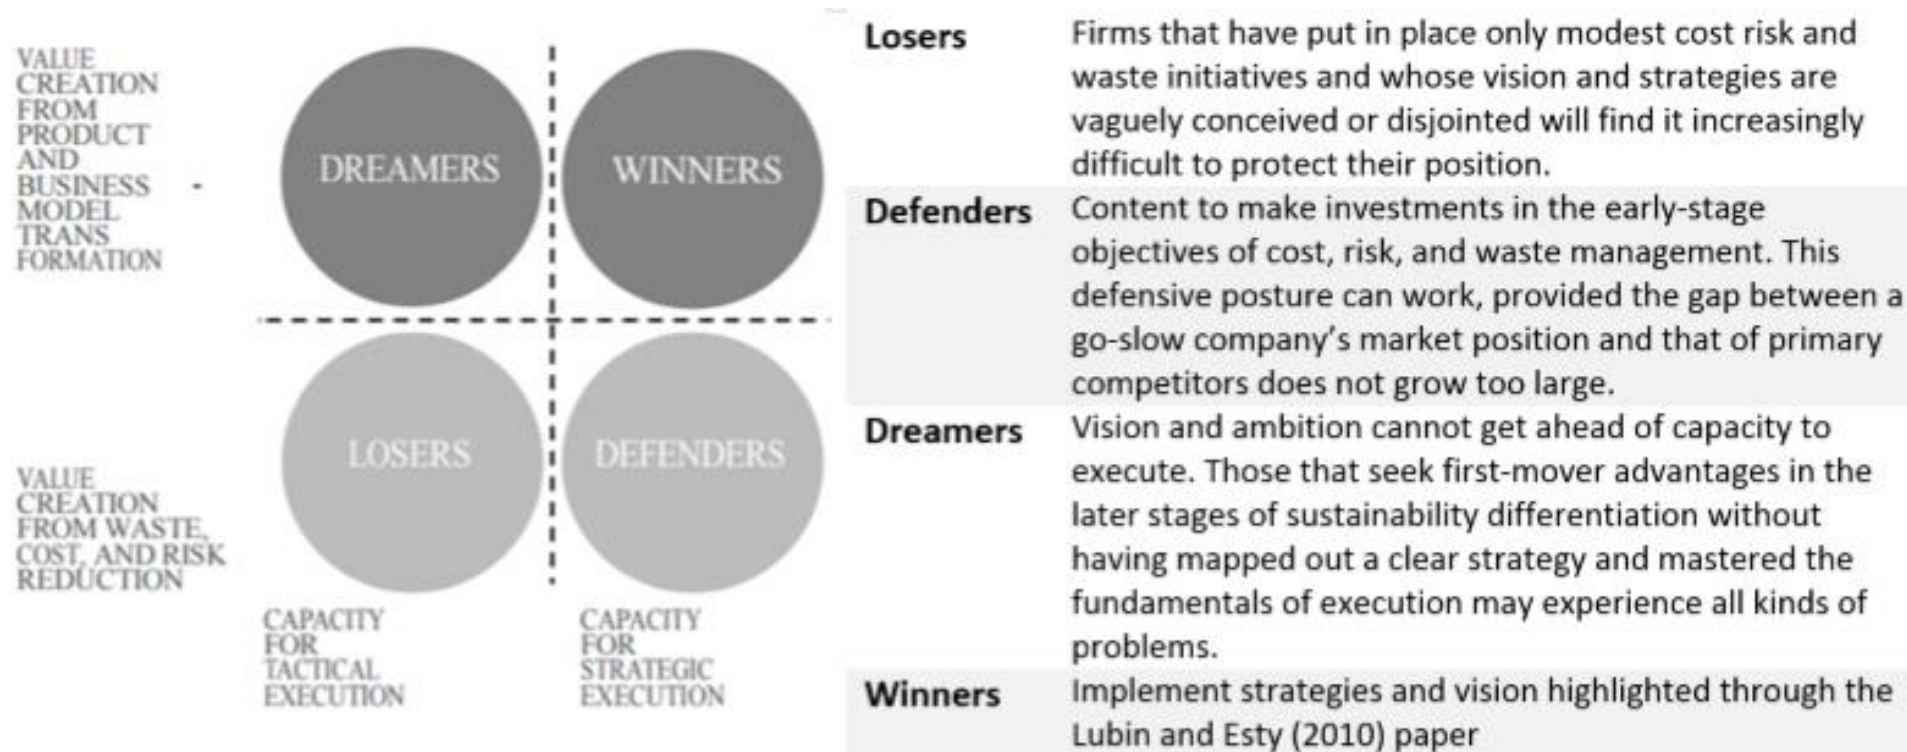 VALUE
CREATION
FROM
PRODUCT
AND
BUSINESS -
MODEL
TRANS
FORMATION
DREAMERS
WINNERS
VALUE
CREATION
FROM WASTE,
COST, AND RISK
REDUCTION
LOSERS
DEFENDERS
CAPACITY
FOR
TACTICAL
EXECUTION
CAPACITY
FOR
STRATEGIC
EXECUTION
Losers
Firms that have put in place only modest cost risk and
waste initiatives and whose vision and strategies are
vaguely conceived or disjointed will find it increasingly
difficult to protect their position.
Defenders
Content to make investments in the early-stage
objectives of cost, risk, and waste management. This
defensive posture can work, provided the gap between a
go-slow company’s market position and that of primary
competitors does not grow too large.
Dreamers
Vision and ambition cannot get ahead of capacity to
execute. Those that seek first-mover advantages in the
later stages of sustainability differentiation without
having mapped out a clear strategy and mastered the
fundamentals of execution may experience all kinds of
problems.
Winners
Implement strategies and vision highlighted through the
Lubin and Esty (2010) paper